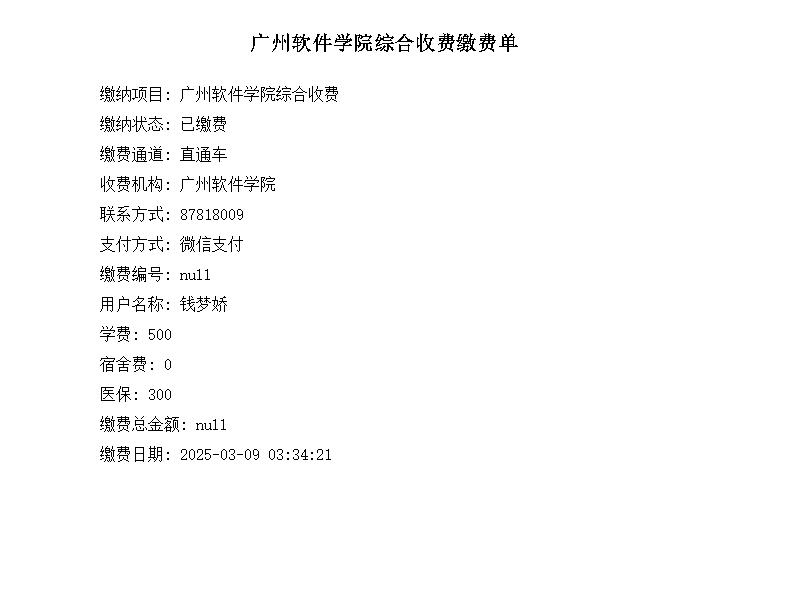 广州软件学院综合收费缴费单
缴纳项目: 广州软件学院综合收费
缴纳状态: 已缴费
缴费通道: 直通车
收费机构: 广州软件学院
联系方式: 87818009
支付方式: 微信支付
缴费编号: null
用户名称: 钱梦娇
学费: 500
宿舍费: 0
医保: 300
缴费总金额: null
缴费日期: 2025-03-09 03:34:21